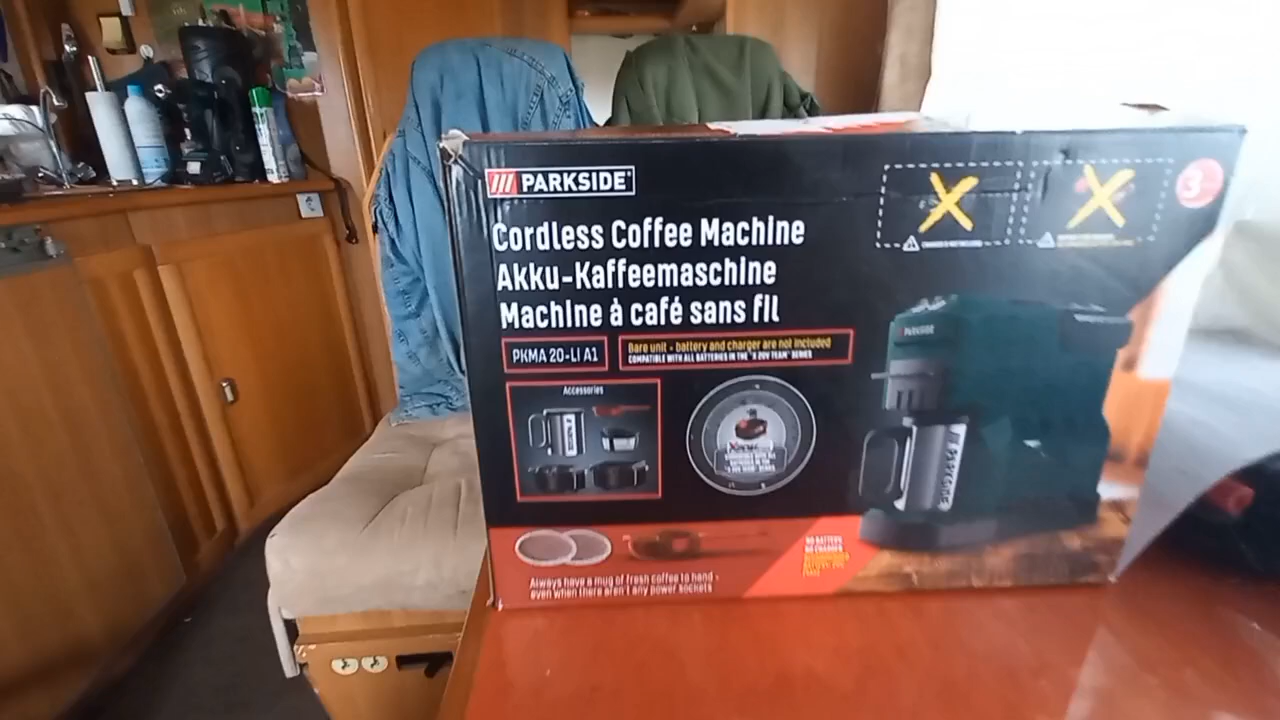 PARKSIDE
Cordless Coffee Machine
Akku-Kaffeemaschine
Machine à café sans fil
PKMA 20-LI A1
Bare unit - battery and charger are not included
COMPATIBLE WITH ALL BATTERIES IN THE "X 20V TEAM" SERIES
Accessories
PARKSIDE
PARKSIDE
3
NO BATTERY
NO CHARGER
Always have a mug of fresh coffee to hand -
even when there aren't any power sockets